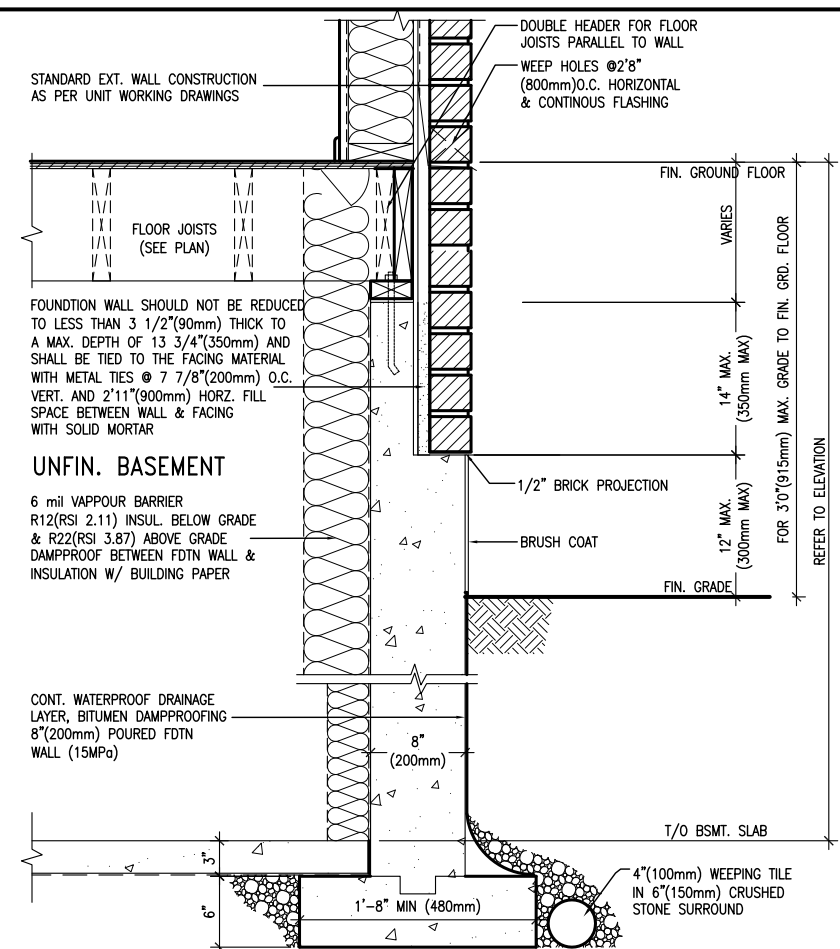 DOUBLE HEADER FOR FLOOR
JOISTS PARALLEL TO WALL
WEEP HOLES @2'8"
(800mm)O.C. HORIZONTAL
& CONTINOUS FLASHING
STANDARD EXT. WALL CONSTRUCTION
AS PER UNIT WORKING DRAWINGS
FIN. GROUND FLOOR
FLOOR JOISTS
(SEE PLAN)
VARIES
FOUNDTION WALL SHOULD NOT BE REDUCED
TO LESS THAN 3 1/2"(90mm) THICK TO
A MAX. DEPTH OF 13 3/4"(350mm) AND
SHALL BE TIED TO THE FACING MATERIAL
WITH METAL TIES @ 7 7/8"(200mm) O.C.
VERT. AND 2'11"(900mm) HORZ. FILL
SPACE BETWEEN WALL & FACING
WITH SOLID MORTAR
14" MAX.
(350mm MAX)
FOR 3'0"(915mm) MAX. GRADE TO FIN. GRD. FLOOR
REFER TO ELEVATION
UNFIN. BASEMENT
6 mil VAPPOUR BARRIER
R12(RSI 2.11) INSUL. BELOW GRADE
& R22(RSI 3.87) ABOVE GRADE
DAMPPROOF BETWEEN FDTN WALL &
INSULATION W/ BUILDING PAPER
1/2" BRICK PROJECTION
BRUSH COAT
12" MAX.
(300mm MAX)
FIN. GRADE
CONT. WATERPROOF DRAINAGE
LAYER, BITUMEN DAMPPROOFING
8"(200mm) POURED FDTN
WALL (15MPa)
8"
(200mm)
T/O BSMT. SLAB
3"
6"
1'-8" MIN (480mm)
4"(100mm) WEEPING TILE
IN 6"(150mm) CRUSHED
STONE SURROUND